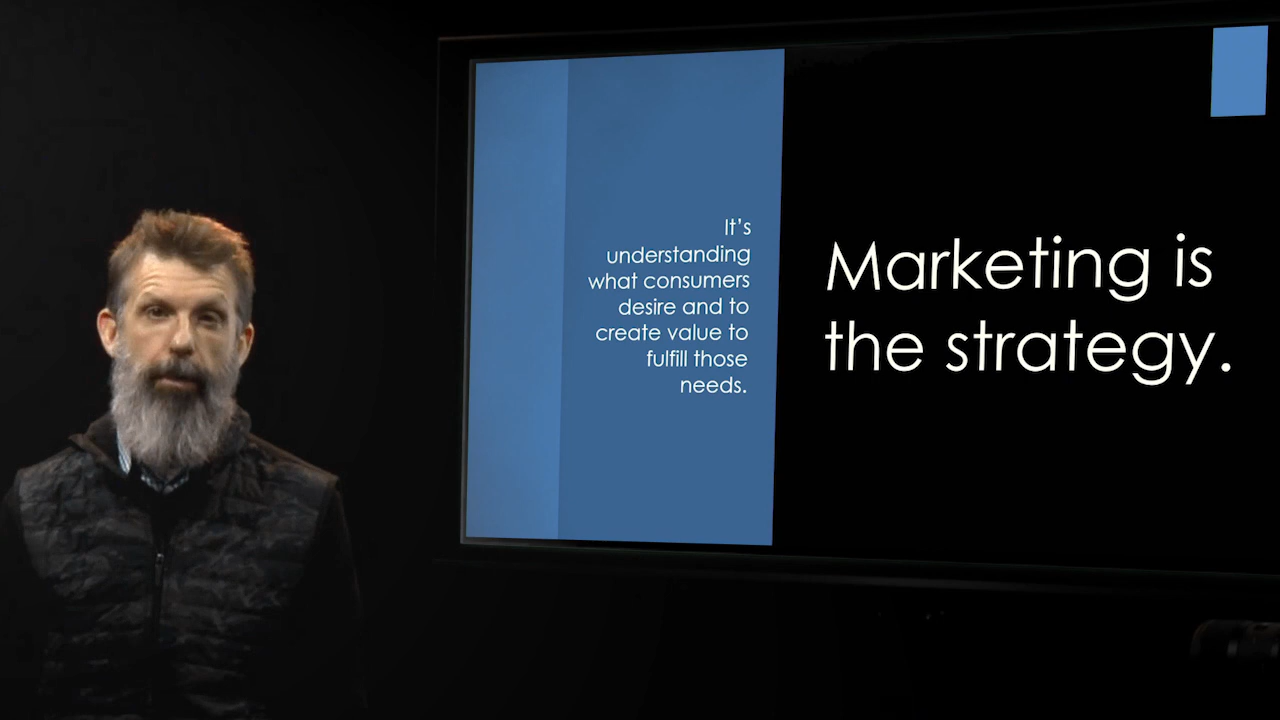 It's
understanding
what consumers
desire and to
create value to
fulfill those
needs.
Marketing is
the strategy.